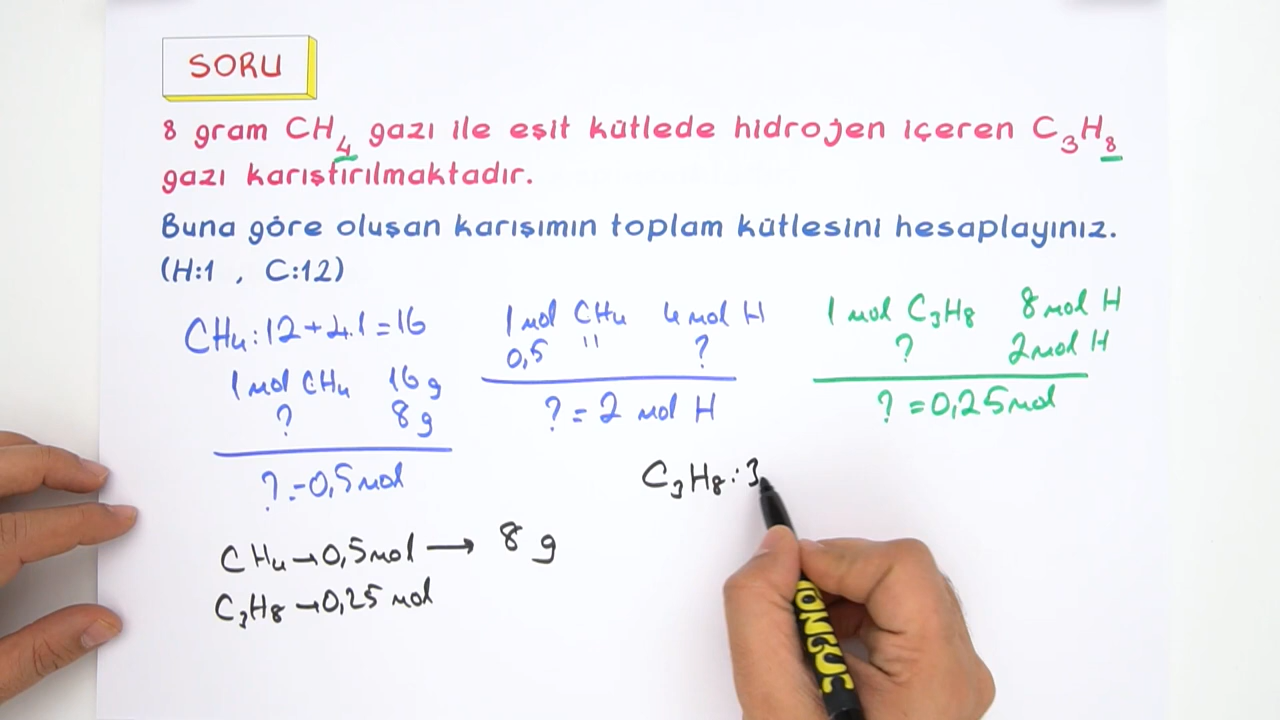 SORU
8 gram CH₄ gazı ile eşit kütlede hidrojen içeren C₃H₈
gazı karıştırılmaktadır.
Buna göre oluşan karışımın toplam kütlesini hesaplayınız.
(H:1 , C:12)
CH₄:12+4.1=16
1 mol CH₄ 16 g
? 8 g
?=0,5 mol
1 mol CH₄ 4 mol H
0,5 " ?
?=2 mol H
1 mol C₃H₈ 8 mol H
? 2 mol H
?=0,25 mol
C₃H₈:3
CH₄→0,5 mol → 8 g
C₃H₈→0,25 mol
TONGUÇ